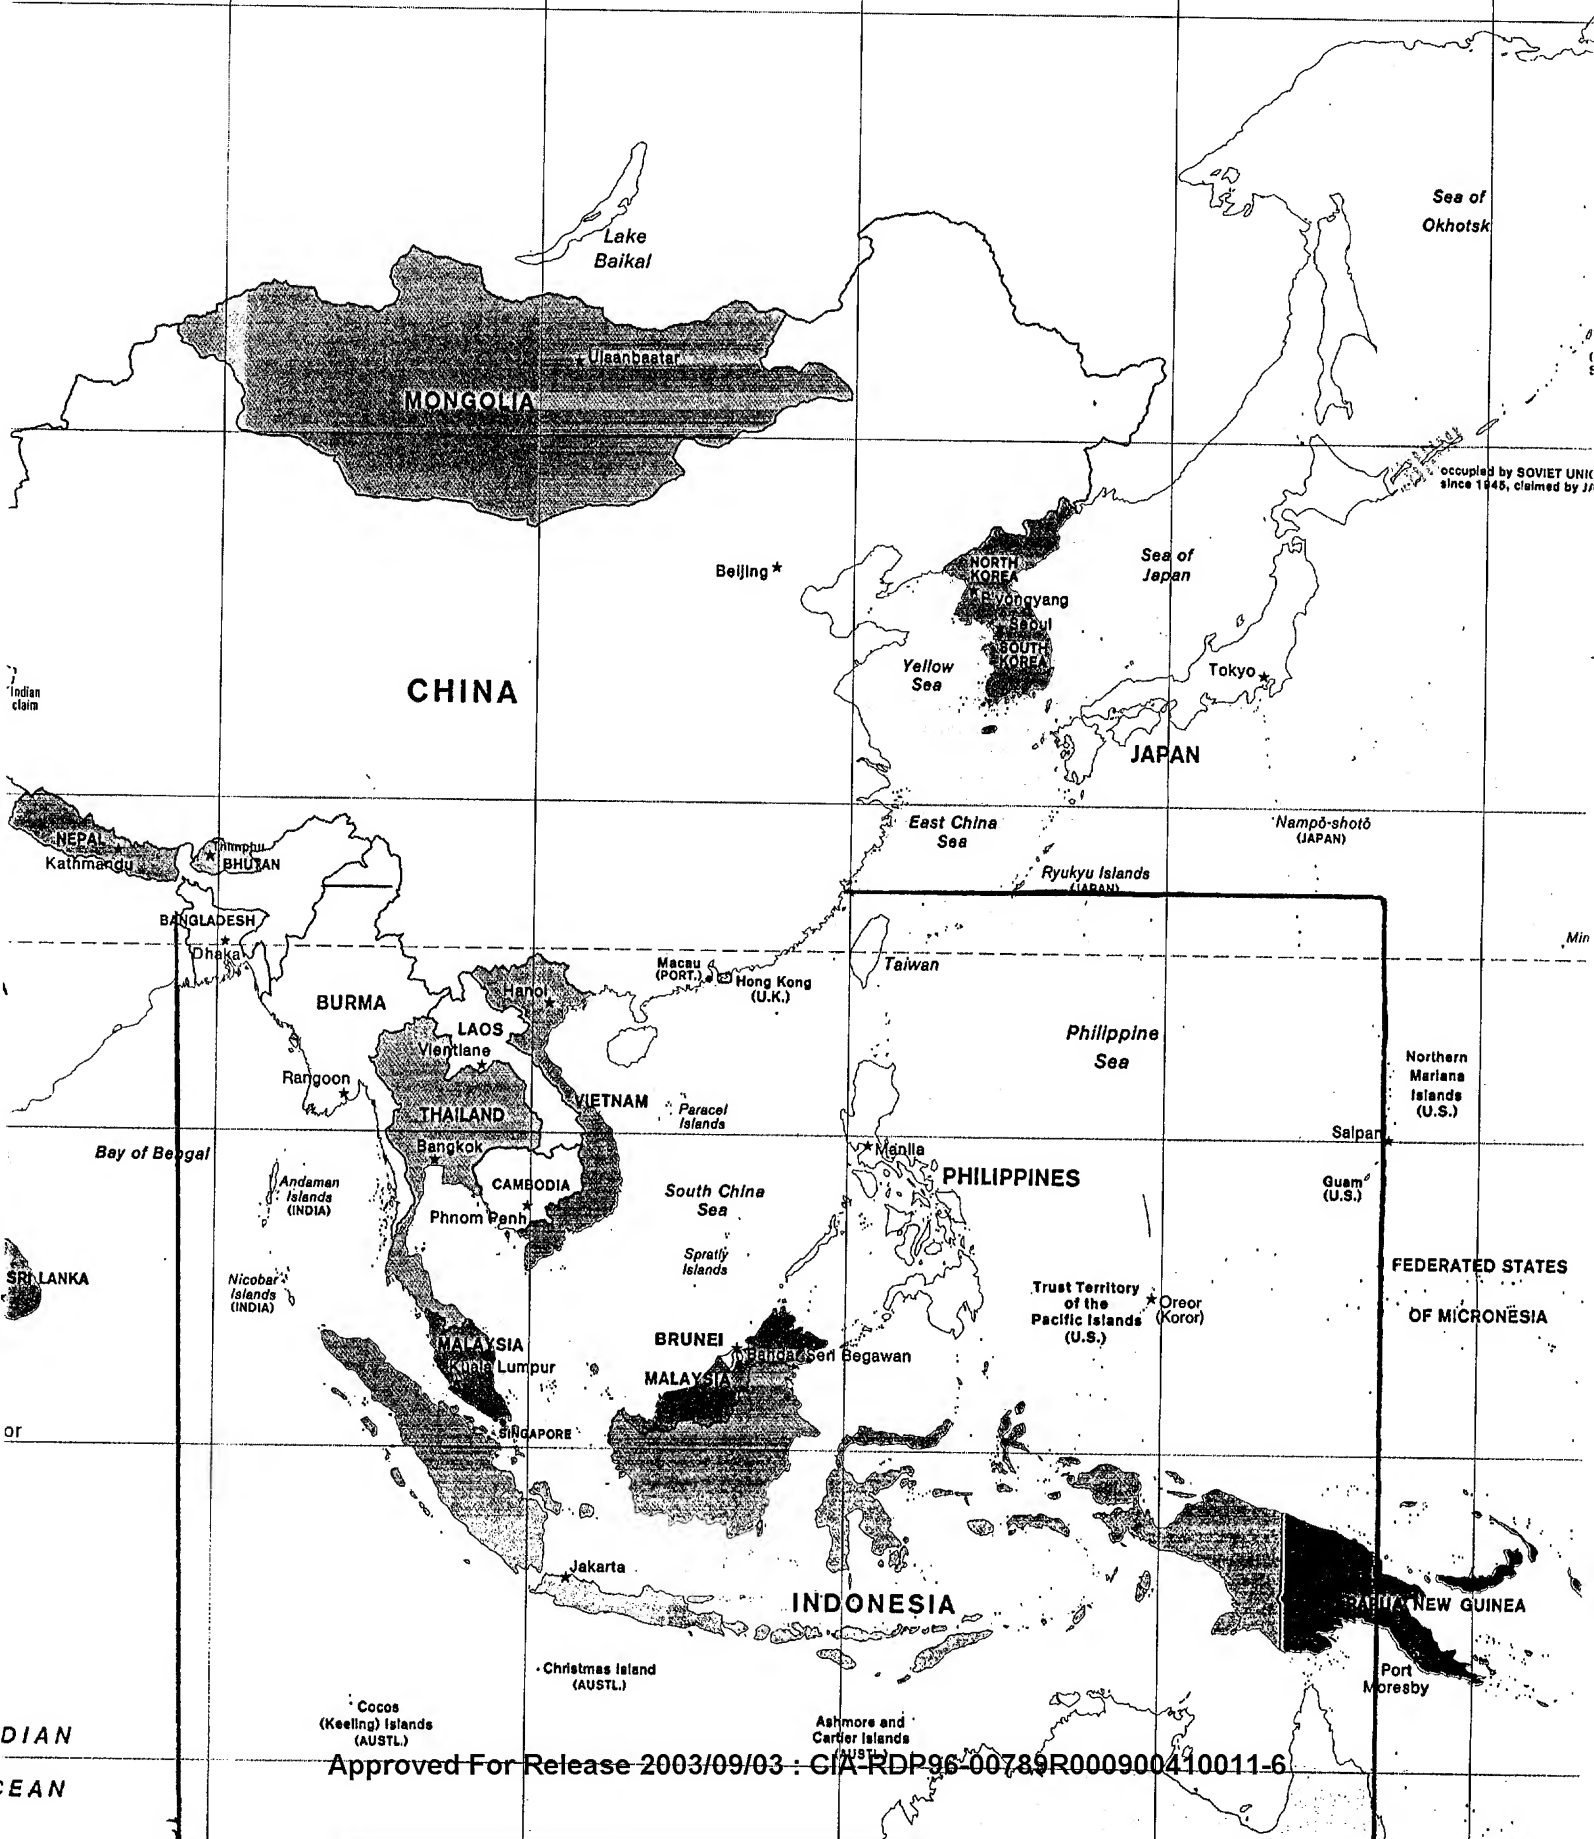 Sea of
Okhotsk
Lake
Baikal
Ulaanbaatar
MONGOLIA
occupied by SOVIET UNI
since 1945, claimed by JA
Beijing
NORTH
KOREA
P'yongyang
Seoul
SOUTH
KOREA
Sea of
Japan
Yellow
Sea
Tokyo
Indian
claim
CHINA
JAPAN
East China
Sea
Nampō-shotō
(JAPAN)
NEPAL
Kathmandu
Thimphu
BHUTAN
Ryukyu Islands
(JAPAN)
BANGLADESH
Dhaka
Macau
(PORT.)
Hong Kong
(U.K.)
Taiwan
Min
BURMA
Hanoi
LAOS
Vientiane
Philippine
Sea
Rangoon
Northern
Mariana
Islands
(U.S.)
THAILAND
VIETNAM
Paracel
Islands
Saipan
Bay of Bengal
Bangkok
Manila
PHILIPPINES
Andaman
Islands
(INDIA)
CAMBODIA
Phnom Penh
South China
Sea
Guam
(U.S.)
SRI LANKA
Nicobar
Islands
(INDIA)
Spratly
Islands
Trust Territory
of the
Pacific Islands
(U.S.)
Oreor
(Koror)
FEDERATED STATES
OF MICRONESIA
MALAYSIA
Kuala Lumpur
BRUNEI
Bandar Seri Begawan
MALAYSIA
or
SINGAPORE
Jakarta
INDONESIA
PAPUA NEW GUINEA
Port
Moresby
Christmas Island
(AUSTL.)
Cocos
(Keeling) Islands
(AUSTL.)
Ashmore and
Cartier Islands
(AUSTL.)
DIAN
CEAN
Approved For Release 2003/09/03 : CIA-RDP96-00789R000900410011-6